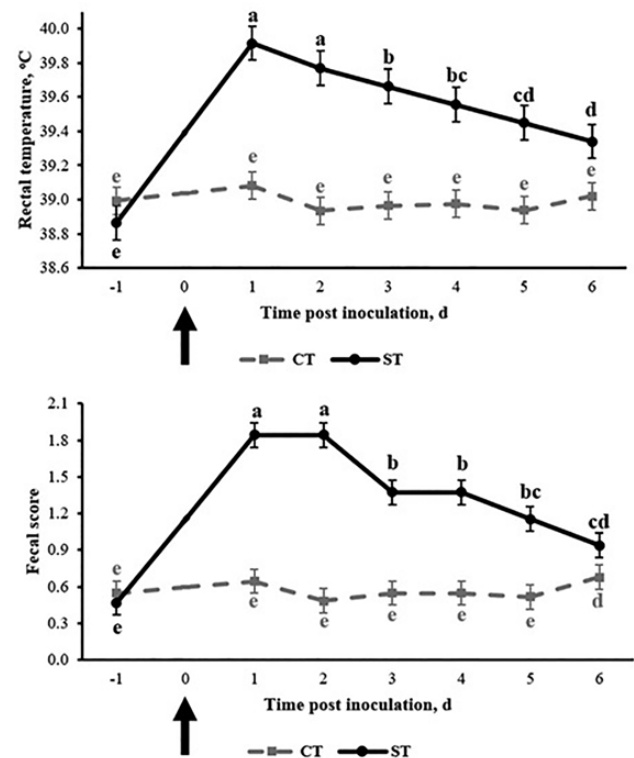 40.0
39.8
39.6
39.4
39.2
39.0
38.8
38.6
Rectal temperature, °C
a
a
b
bc
cd
d
e
e
e
e
e
e
e
e
-1
0
1
2
3
4
5
6
Time post inoculation, d
CT
ST
2.1
1.8
1.5
1.2
0.9
0.6
0.3
0.0
Fecal score
a
a
b
b
bc
cd
e
e
e
e
e
e
e
d
-1
0
1
2
3
4
5
6
Time post inoculation, d
CT
ST